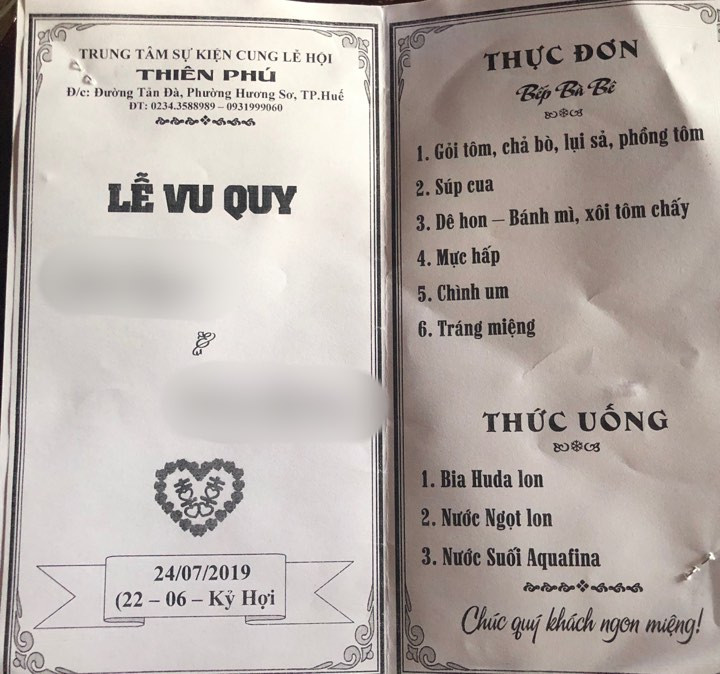 TRUNG TÂM SỰ KIỆN CUNG LỄ HỘI
THIÊN PHÚ
Đ/c: Đường Tản Đà, Phường Hương Sơ, TP.Huế
ĐT: 0234.3588989 – 0931999060
LỄ VU QUY
&
24/07/2019
(22 – 06 – Kỷ Hợi
THỰC ĐƠN
Bếp Bà Bê
1. Gỏi tôm, chả bò, lụi sả, phồng tôm
2. Súp cua
3. Dê hon – Bánh mì, xôi tôm chấy
4. Mực hấp
5. Chình um
6. Tráng miệng
THỨC UỐNG
1. Bia Huda lon
2. Nước Ngọt lon
3. Nước Suối Aquafina
Chúc quý khách ngon miệng!